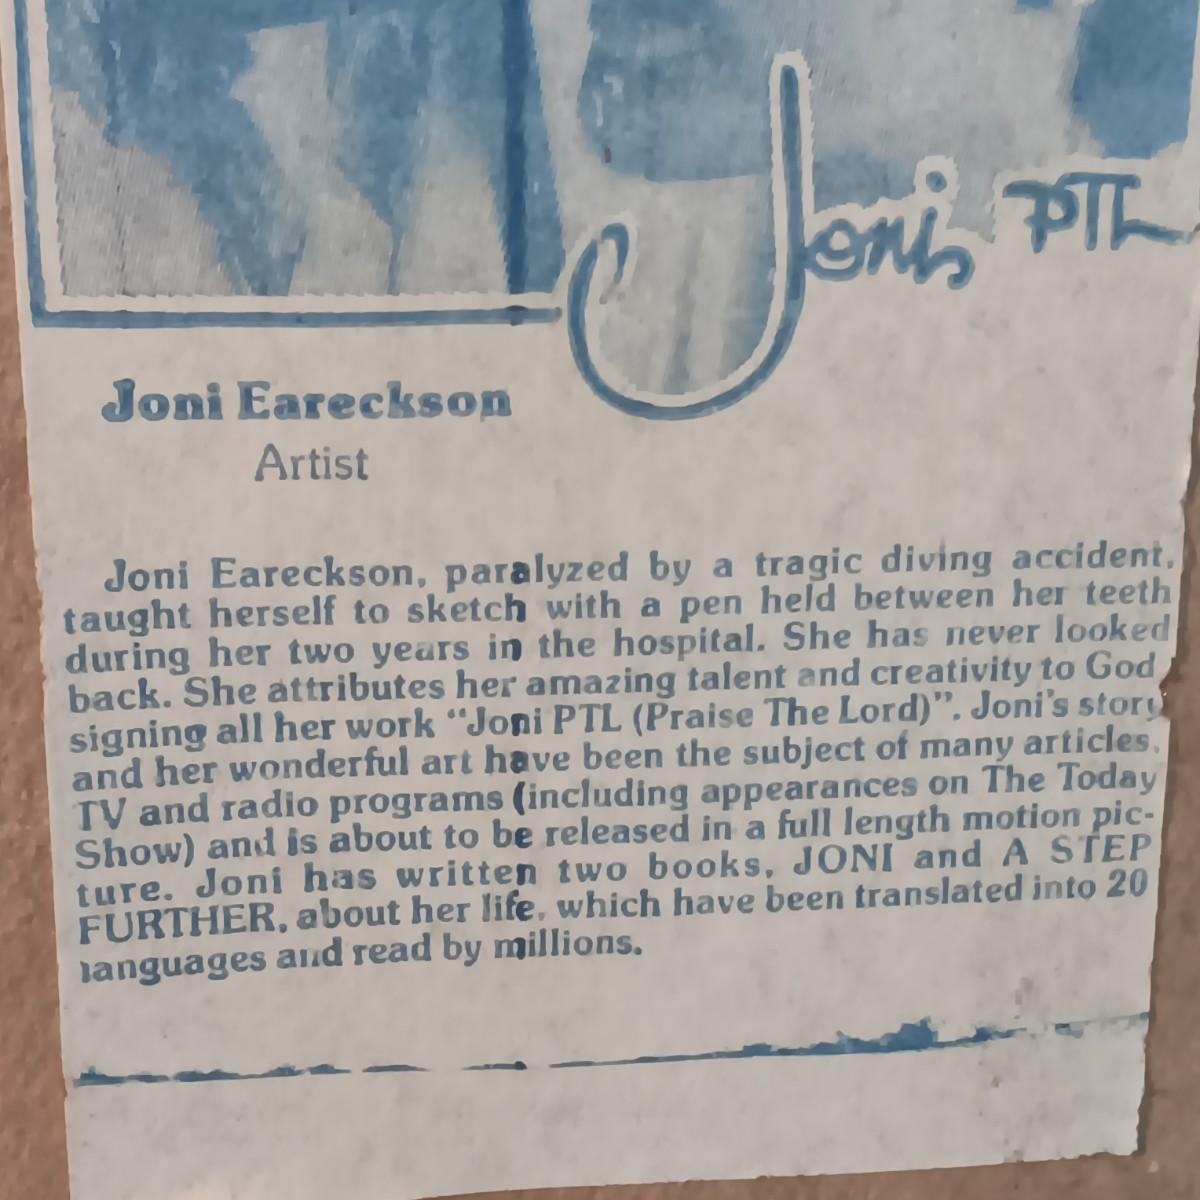 Joni PTL
Joni Eareckson
Artist
Joni Eareckson, paralyzed by a tragic diving accident,
taught herself to sketch with a pen held between her teeth
during her two years in the hospital. She has never looked
back. She attributes her amazing talent and creativity to God
signing all her work “Joni PTL (Praise The Lord)”. Joni's story
and her wonderful art have been the subject of many articles,
TV and radio programs (including appearances on The Today
Show) and is about to be released in a full length motion pic-
ture. Joni has written two books, JONI and A STEP
FURTHER, about her life, which have been translated into 20
languages and read by millions.